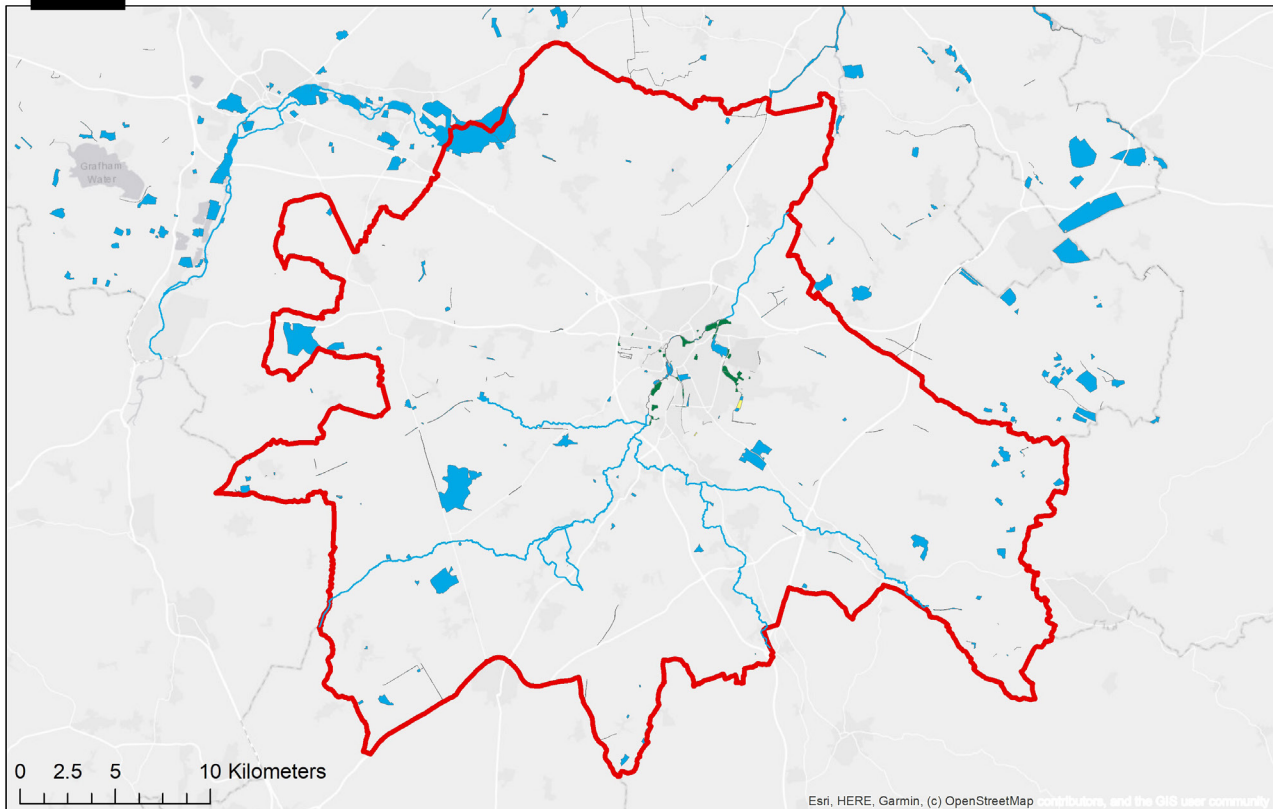 Grafham
Water
0 2.5 5 10 Kilometers
Esri, HERE, Garmin, (c) OpenStreetMap contributors, and the GIS user community